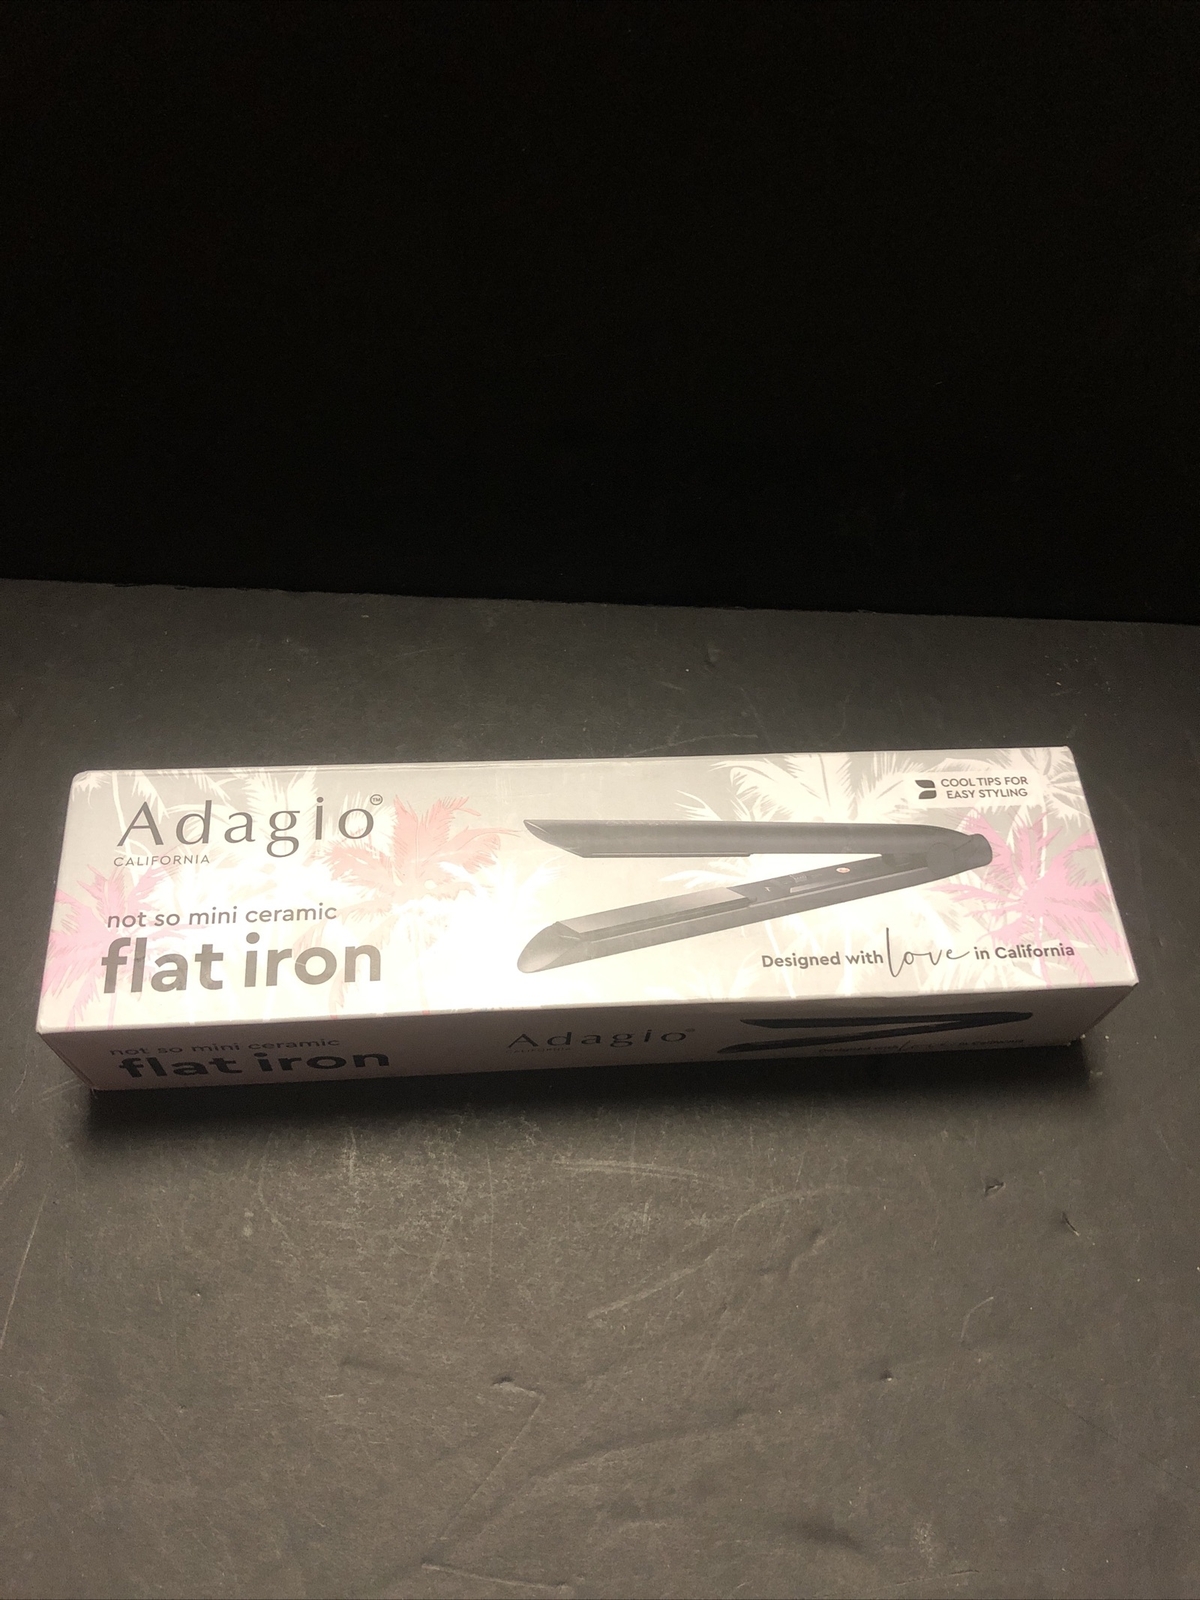 Adagio™
CALIFORNIA
not so mini ceramic
flat iron
COOL TIPS FOR
EASY STYLING
Designed with love in California
not so mini ceramic
flat iron
Adagio